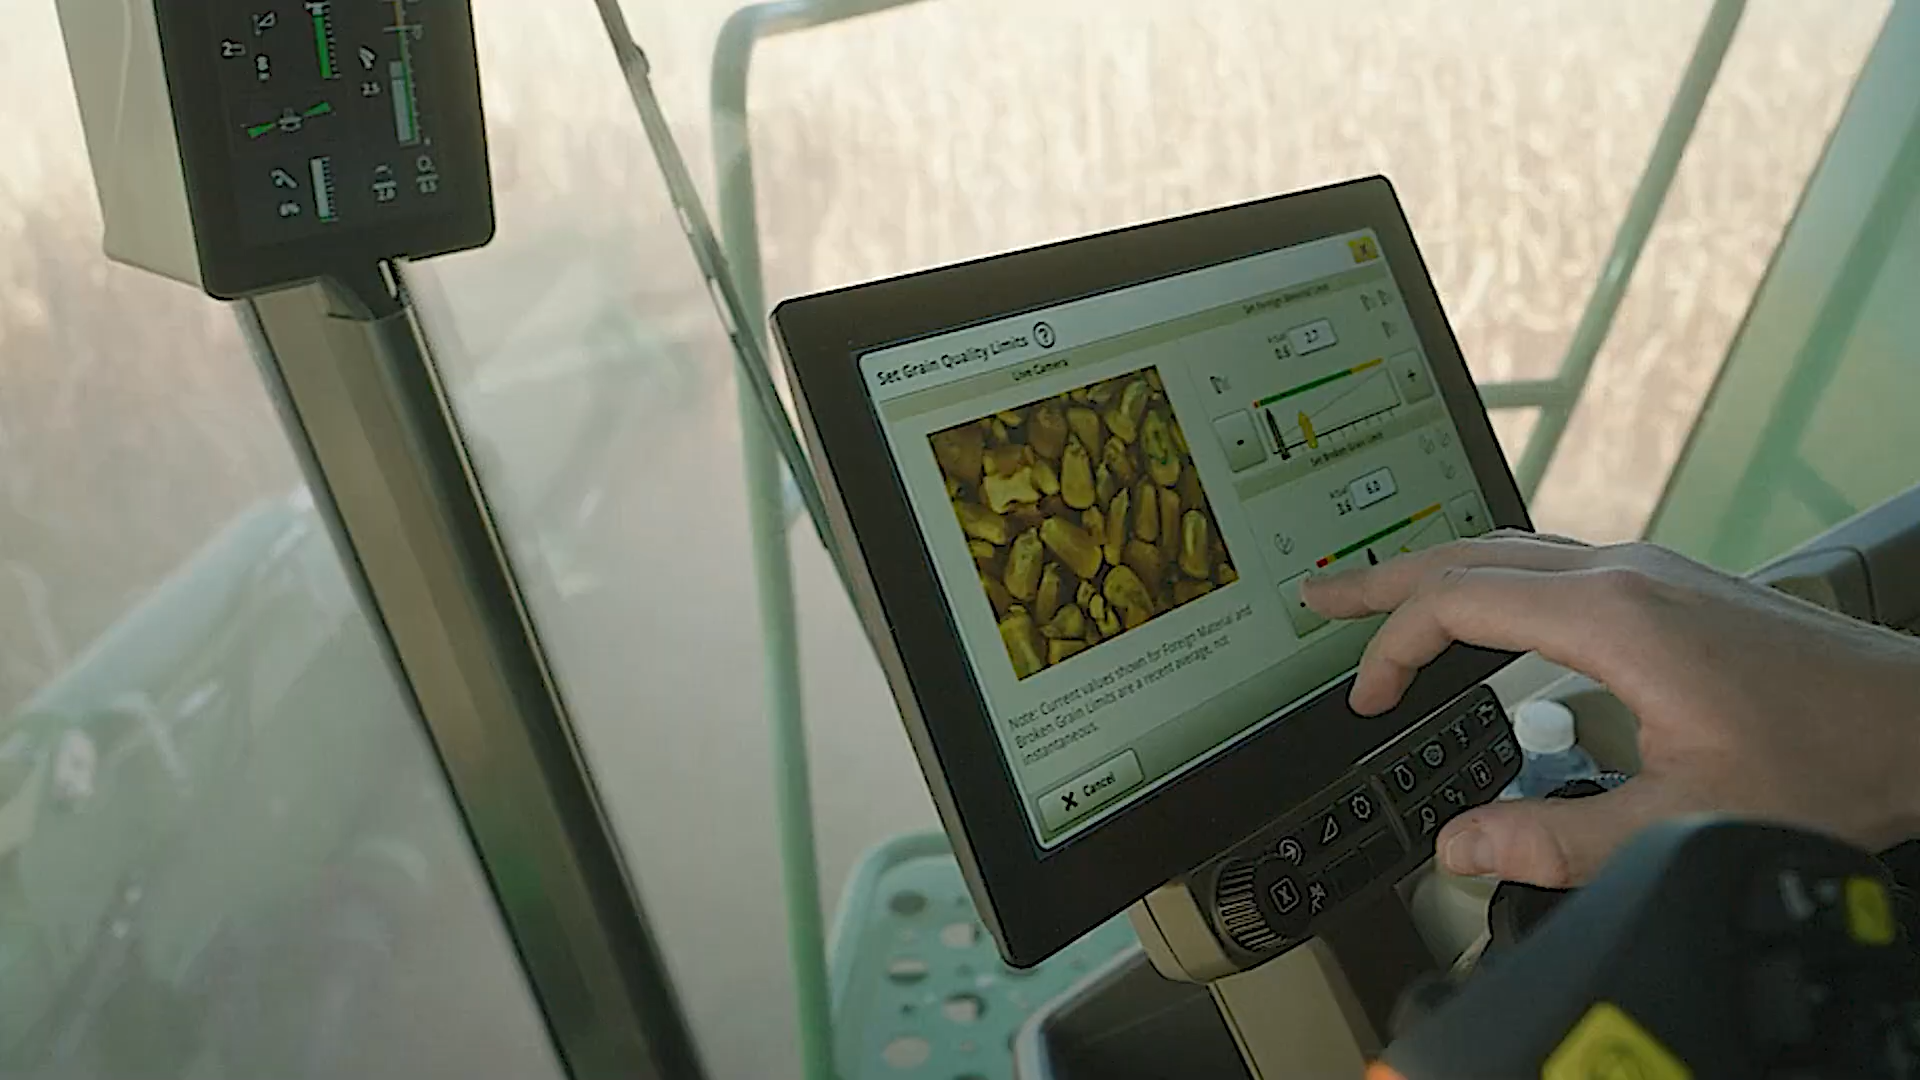 Set Grain Quality Limits ?
Live Camera
Set Foreign Material Limit
2.7
0.6
Set Broken Grain Limit
6.0
3.6
Note: Current values shown for Foreign Material and
Broken Grain Limits are a recent average, not
instantaneous.
X Cancel